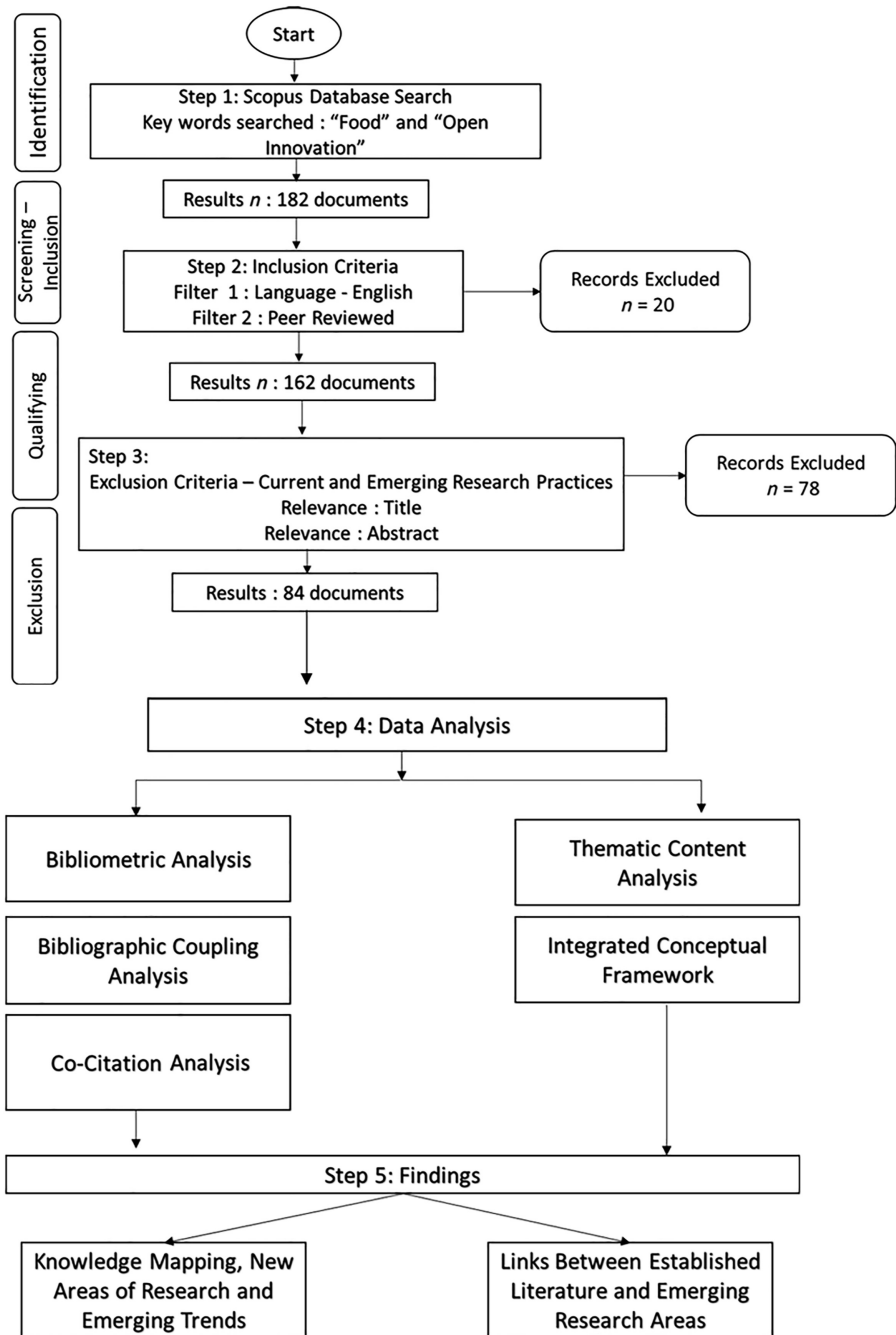 Start
Identification
Step 1: Scopus Database Search
Key words searched : “Food” and “Open
Innovation”
Results n : 182 documents
Screening –
Inclusion
Step 2: Inclusion Criteria
Filter 1 : Language - English
Filter 2 : Peer Reviewed
Records Excluded
n = 20
Results n : 162 documents
Qualifying
Step 3:
Exclusion Criteria – Current and Emerging Research Practices
Relevance : Title
Relevance : Abstract
Records Excluded
n = 78
Exclusion
Results : 84 documents
Step 4: Data Analysis
Bibliometric Analysis
Bibliographic Coupling
Analysis
Co-Citation Analysis
Thematic Content
Analysis
Integrated Conceptual
Framework
Step 5: Findings
Knowledge Mapping, New
Areas of Research and
Emerging Trends
Links Between Established
Literature and Emerging
Research Areas